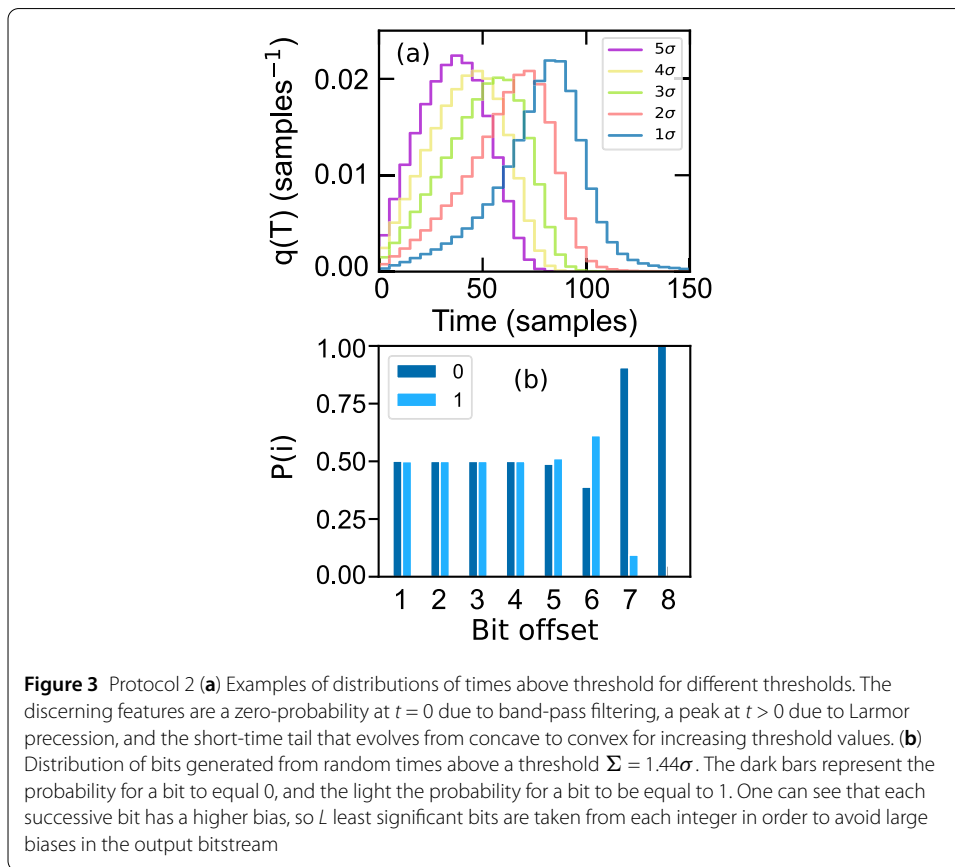 (a)
5σ
4σ
3σ
2σ
1σ
q(T) (samples⁻¹)
0.02
0.01
0.00
0 50 100 150
Time (samples)
(b)
0
1
P(i)
1.00
0.75
0.50
0.25
0.00
1 2 3 4 5 6 7 8
Bit offset
Figure 3 Protocol 2 (a) Examples of distributions of times above threshold for different thresholds. The
discerning features are a zero-probability at t = 0 due to band-pass filtering, a peak at t > 0 due to Larmor
precession, and the short-time tail that evolves from concave to convex for increasing threshold values. (b)
Distribution of bits generated from random times above a threshold Σ = 1.44σ. The dark bars represent the
probability for a bit to equal 0, and the light the probability for a bit to be equal to 1. One can see that each
successive bit has a higher bias, so L least significant bits are taken from each integer in order to avoid large
biases in the output bitstream